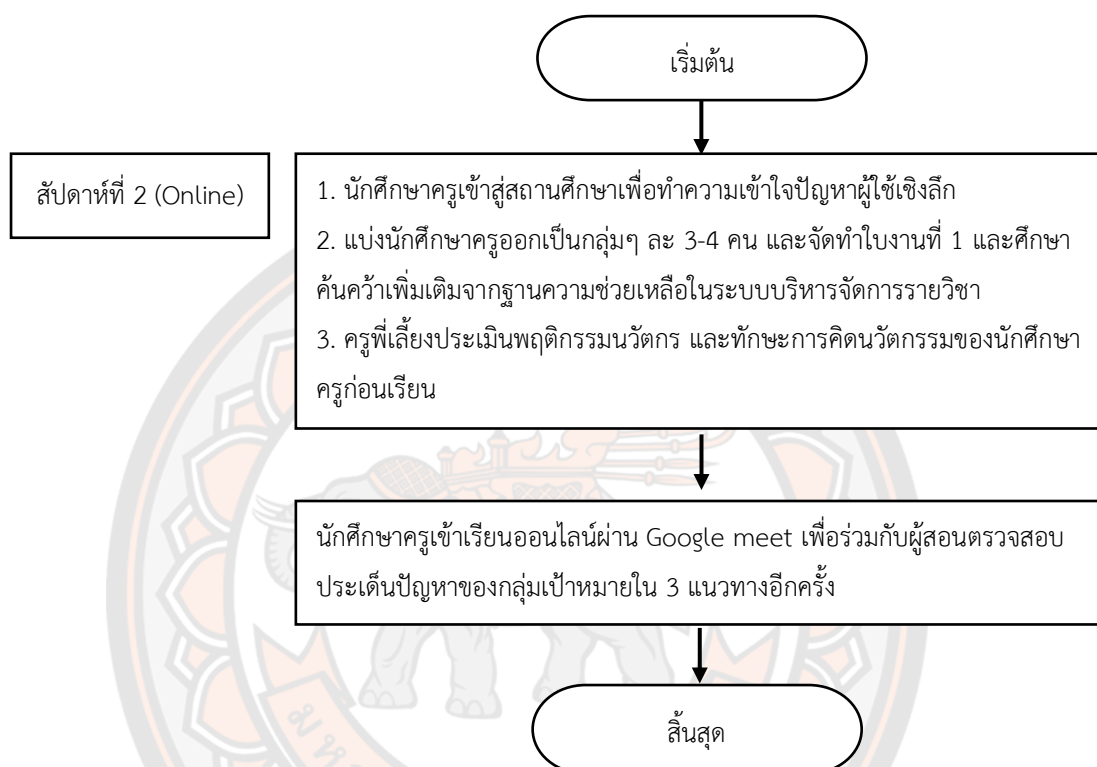 เริ่มต้น
สัปดาห์ที่ 2 (Online)
1. นักศึกษาครูเข้าสู่สถานศึกษาเพื่อทำความเข้าใจปัญหาผู้ใช้เชิงลึก
2. แบ่งนักศึกษาครูออกเป็นกลุ่มๆ ละ 3-4 คน และจัดทำใบงานที่ 1 และศึกษา
ค้นคว้าเพิ่มเติมจากฐานความช่วยเหลือในระบบบริหารจัดการรายวิชา
3. ครูพี่เลี้ยงประเมินพฤติกรรมนวัตกร และทักษะการคิดนวัตกรรมของนักศึกษา
ครูก่อนเรียน
นักศึกษาครูเข้าเรียนออนไลน์ผ่าน Google meet เพื่อร่วมกับผู้สอนตรวจสอบ
ประเด็นปัญหาของกลุ่มเป้าหมายใน 3 แนวทางอีกครั้ง
สิ้นสุด